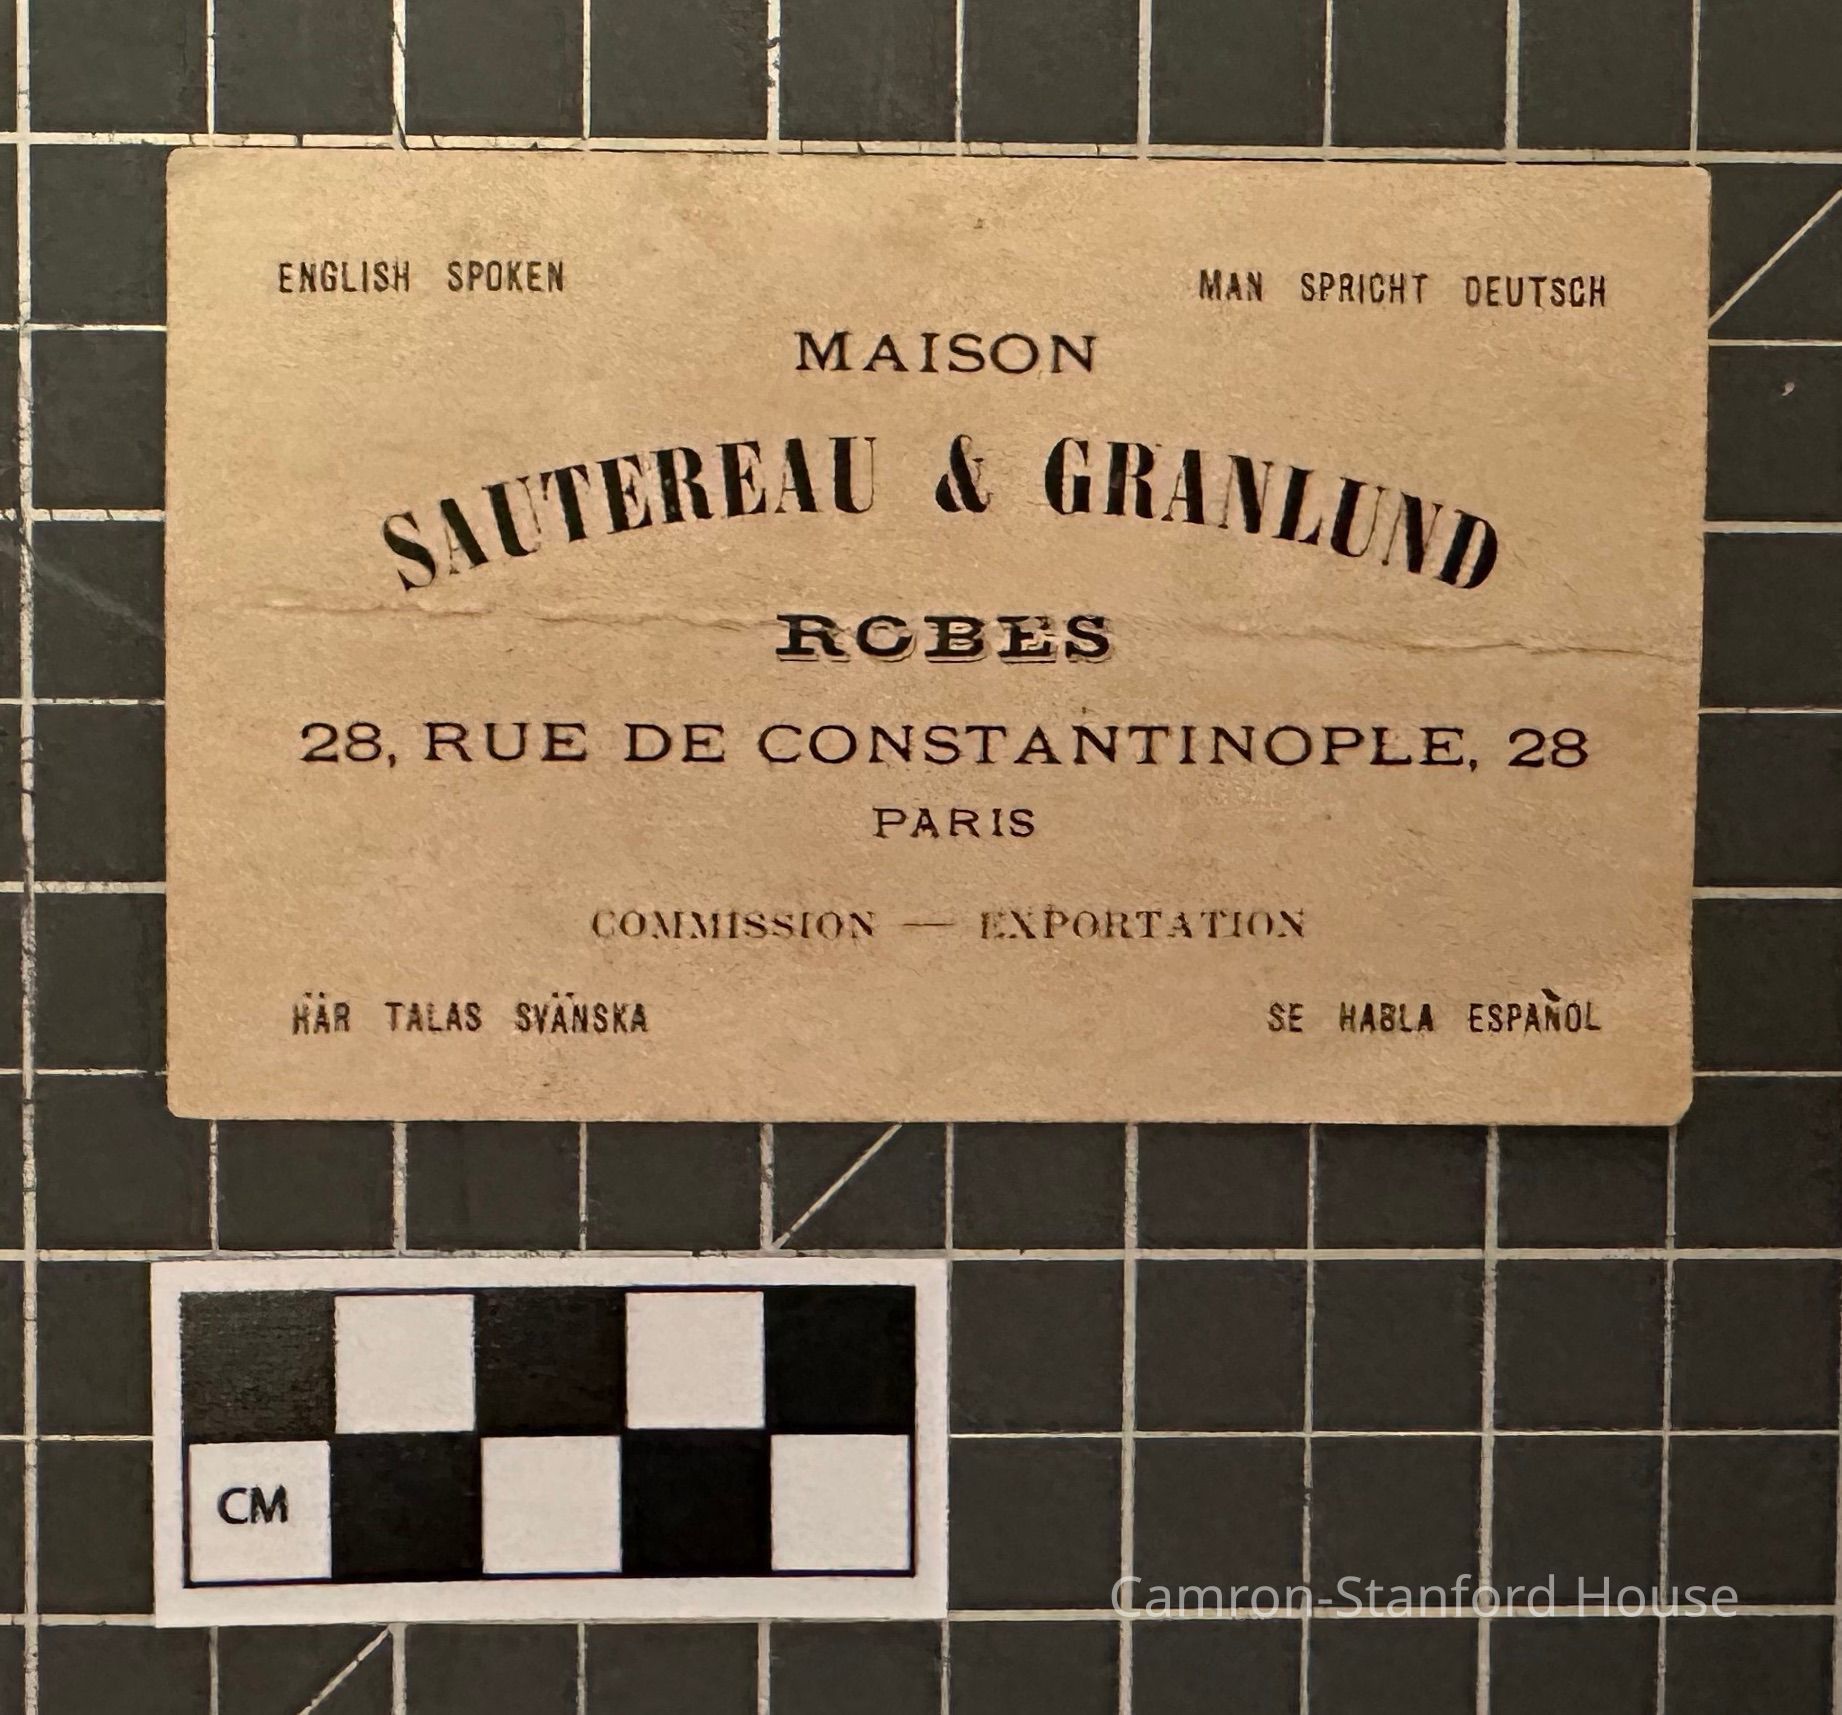 ENGLISH SPOKEN
MAN SPRICHT DEUTSCH
MAISON
SAUTEREAU & GRANLUND
ROBES
28, RUE DE CONSTANTINOPLE, 28
PARIS
COMMISSION — EXPORTATION
HÄR TALAS SVÄNSKA
SE HABLA ESPAÑOL
CM
Camron-Stanford House